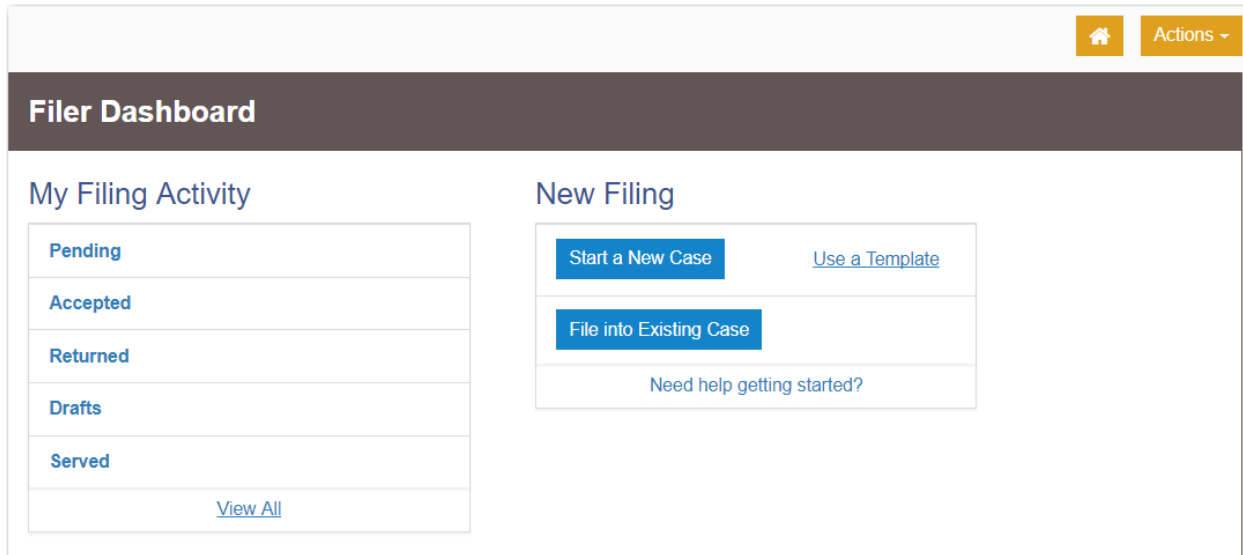 Actions
Filer Dashboard
My Filing Activity
Pending
Accepted
Returned
Drafts
Served
View All
New Filing
Start a New Case
Use a Template
File into Existing Case
Need help getting started?